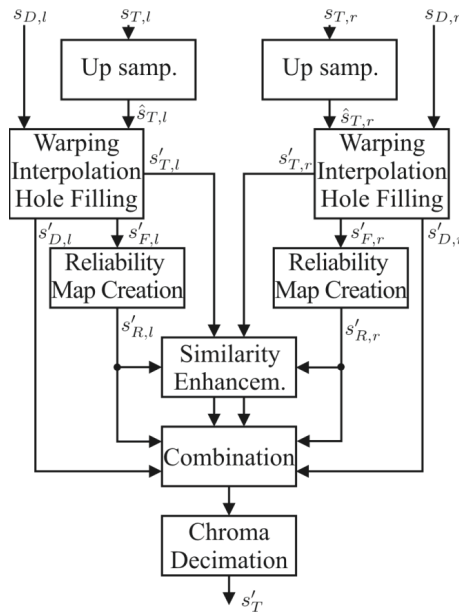 s_{D,l} s_{T,l} s_{T,r} s_{D,r}
Up samp. Up samp.
ŝ_{T,l} ŝ_{T,r}
Warping
Interpolation
Hole Filling
s′_{T,l} s′_{T,r}
Warping
Interpolation
Hole Filling
s′_{D,l} s′_{F,l} s′_{F,r} s′_{D,r}
Reliability
Map Creation
Reliability
Map Creation
s′_{R,l} s′_{R,r}
Similarity
Enhancem.
Combination
Chroma
Decimation
s′_T